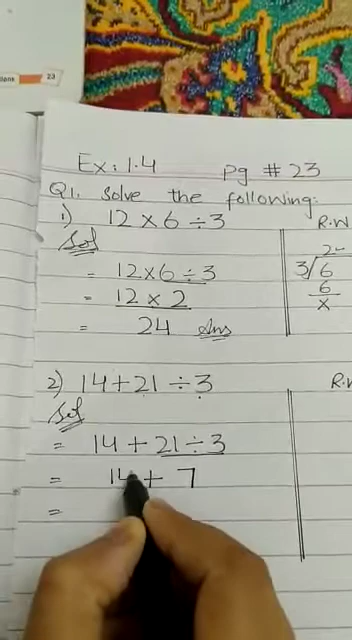 23
Ex: 1.4 pg # 23
Q1. Solve the following:
1) 12 × 6 ÷ 3
R.W
Sol
= 12 × 6 ÷ 3
3) 6
= 12 × 2
6
x
= 24 Ans
2) 14 + 21 ÷ 3
Sol
= 14 + 21 ÷ 3
= 14 + 7
=